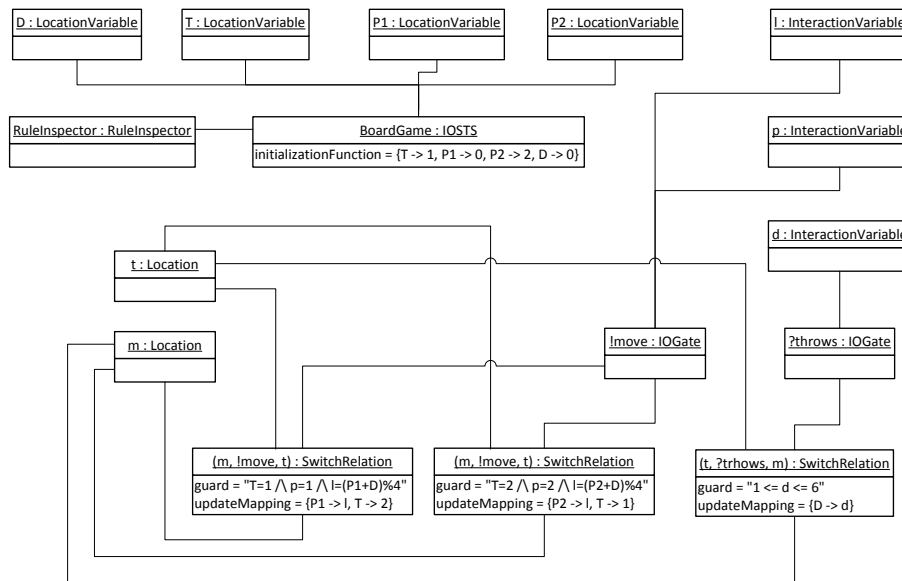 D : LocationVariable
T : LocationVariable
P1 : LocationVariable
P2 : LocationVariable
l : InteractionVariable
RuleInspector : RuleInspector
BoardGame : IOSTS
initializationFunction = {T -> 1, P1 -> 0, P2 -> 2, D -> 0}
p : InteractionVariable
d : InteractionVariable
t : Location
m : Location
!move : IOGate
?throws : IOGate
(m, !move, t) : SwitchRelation
guard = "T=1 /\ p=1 /\ l=(P1+D)%4"
updateMapping = {P1 -> l, T -> 2}
(m, !move, t) : SwitchRelation
guard = "T=2 /\ p=2 /\ l=(P2+D)%4"
updateMapping = {P2 -> l, T -> 1}
(t, ?trhows, m) : SwitchRelation
guard = "1 <= d <= 6"
updateMapping = {D -> d}